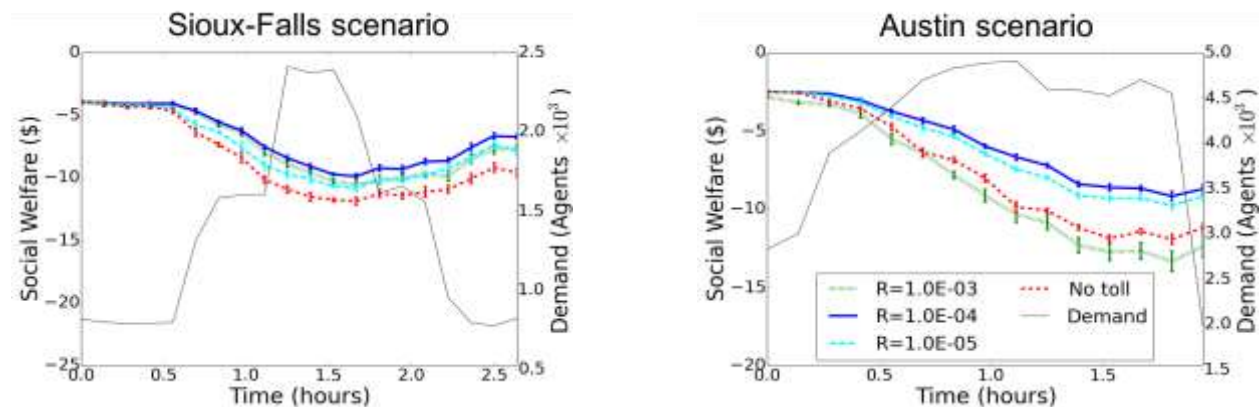 Sioux-Falls scenario
0
−5
−10
−15
−20
−25
Social Welfare ($)
0.0 0.5 1.0 1.5 2.0 2.5
Time (hours)
2.5
2.0
1.5
1.0
0.5
Demand (Agents ×10³)
Austin scenario
0
−5
−10
−15
−20
Social Welfare ($)
R=1.0E-03
R=1.0E-04
R=1.0E-05
No toll
Demand
0.0 0.5 1.0 1.5
Time (hours)
5.0
4.5
4.0
3.5
3.0
2.5
2.0
1.5
Demand (Agents ×10³)